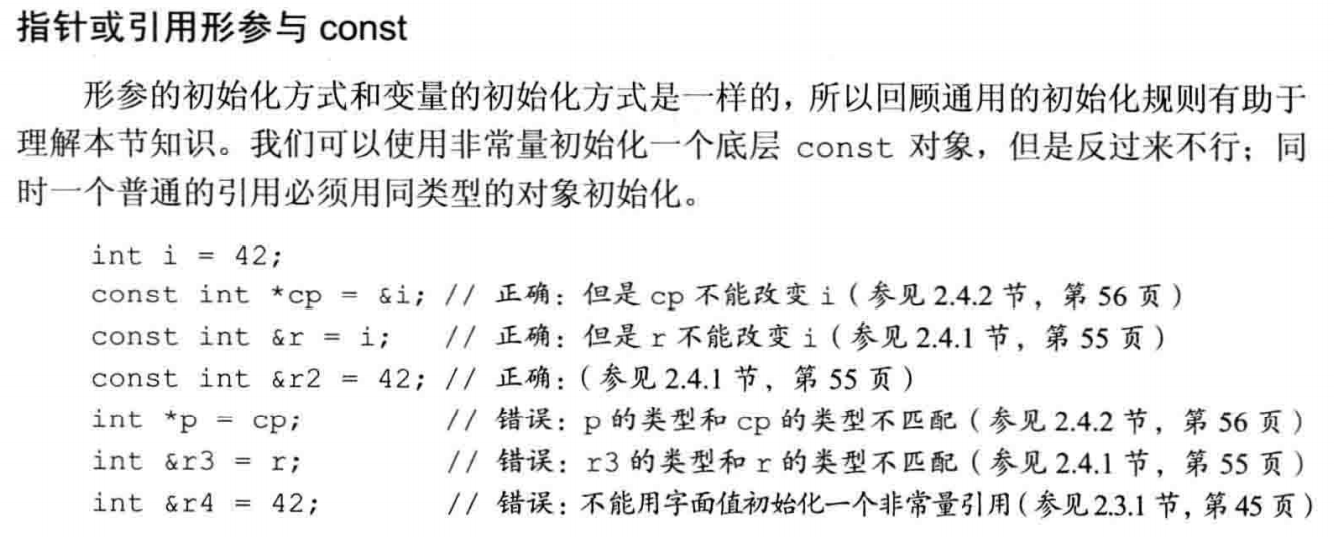 指针或引用形参与 const
形参的初始化方式和变量的初始化方式是一样的，所以回顾通用的初始化规则有助于
理解本节知识。我们可以使用非常量初始化一个底层 const 对象，但是反过来不行；同
时一个普通的引用必须用同类型的对象初始化。
int i = 42;
const int *cp = &i; // 正确：但是 cp 不能改变 i（参见 2.4.2 节，第 56 页）
const int &r = i; // 正确：但是 r 不能改变 i（参见 2.4.1 节，第 55 页）
const int &r2 = 42; // 正确：（参见 2.4.1 节，第 55 页）
int *p = cp; // 错误：p 的类型和 cp 的类型不匹配（参见 2.4.2 节，第 56 页）
int &r3 = r; // 错误：r3 的类型和 r 的类型不匹配（参见 2.4.1 节，第 55 页）
int &r4 = 42; // 错误：不能用字面值初始化一个非常量引用（参见 2.3.1 节，第 45 页）